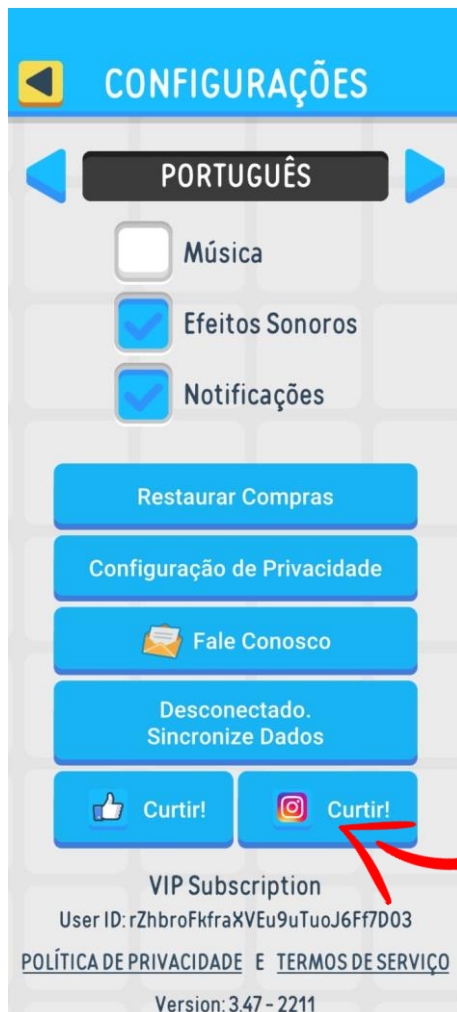 CONFIGURAÇÕES
PORTUGUÊS
Música
Efeitos Sonoros
Notificações
Restaurar Compras
Configuração de Privacidade
Fale Conosco
Desconectado.
Sincronize Dados
Curtir! Curtir!
VIP Subscription
User ID: rZhbroFkfraXVEu9uTuoJ6Ff7D03
POLÍTICA DE PRIVACIDADE E TERMOS DE SERVIÇO
Version: 3.47 - 2211